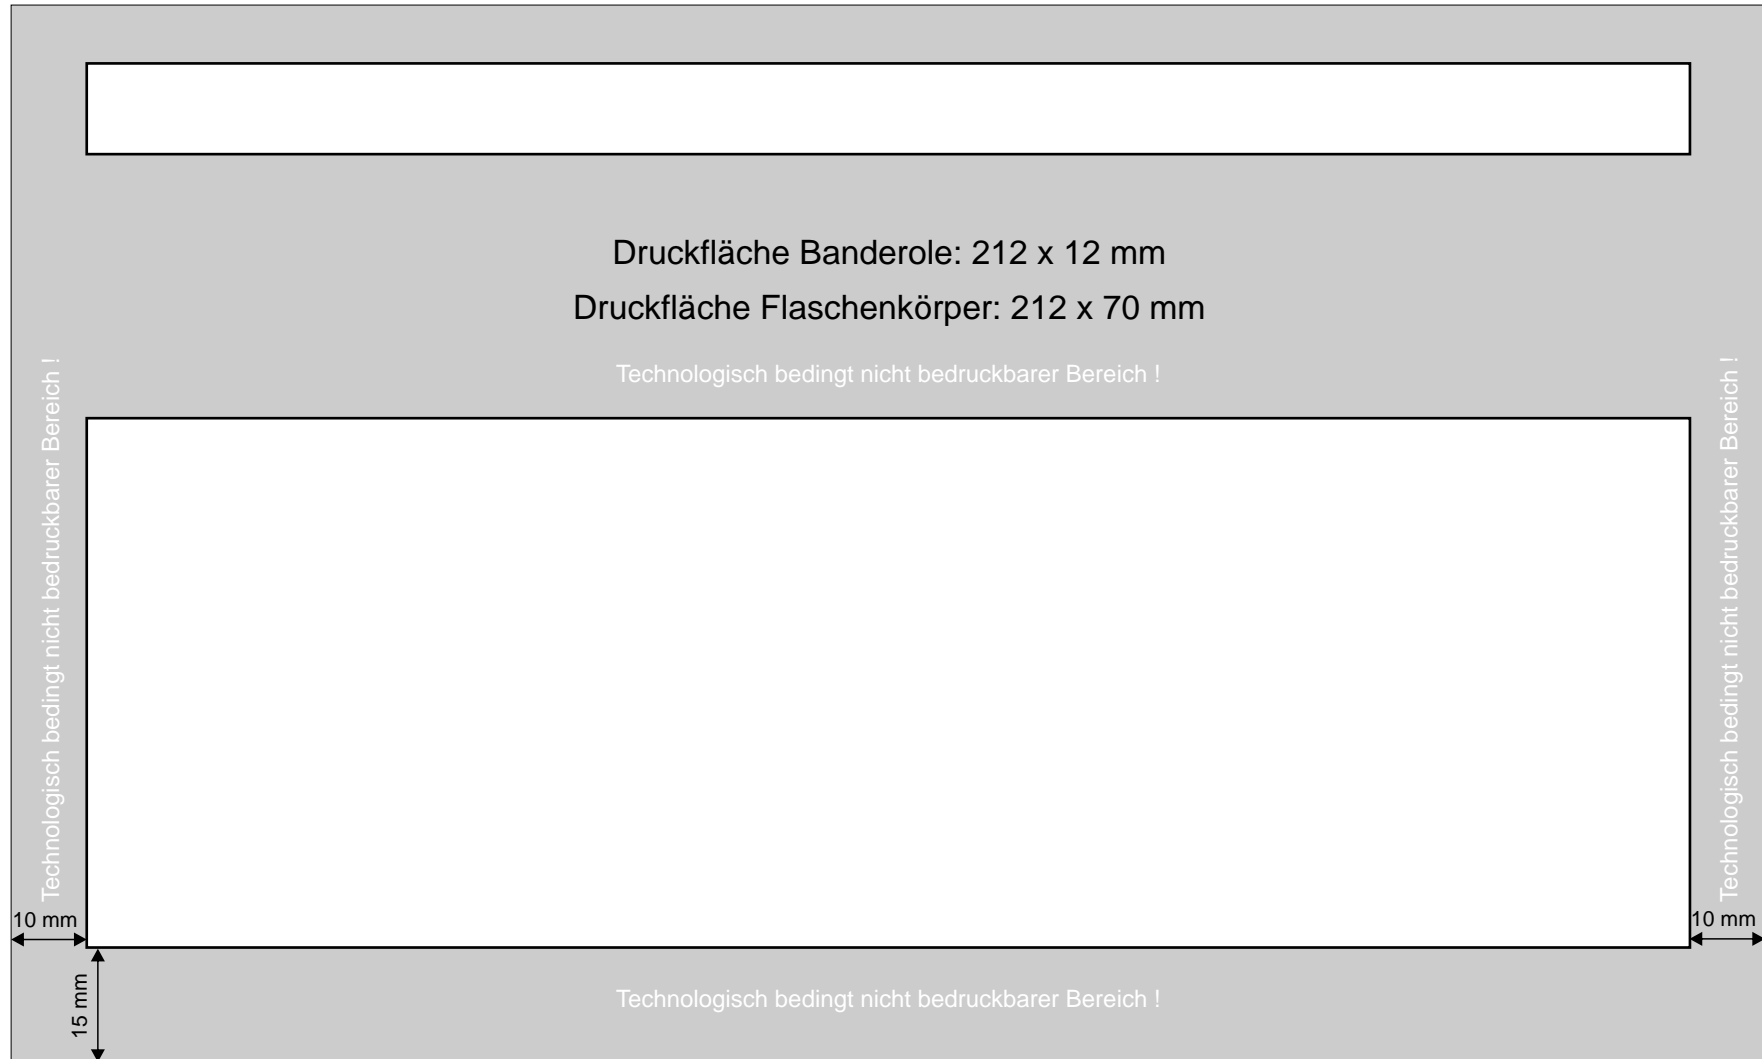 Druckfläche Banderole: 212 x 12 mm
Druckfläche Flaschenkörper: 212 x 70 mm
Technologisch bedingt nicht bedruckbarer Bereich !
Technologisch bedingt nicht bedruckbarer Bereich !
Technologisch bedingt nicht bedruckbarer Bereich !
10 mm
10 mm
15 mm
Technologisch bedingt nicht bedruckbarer Bereich !